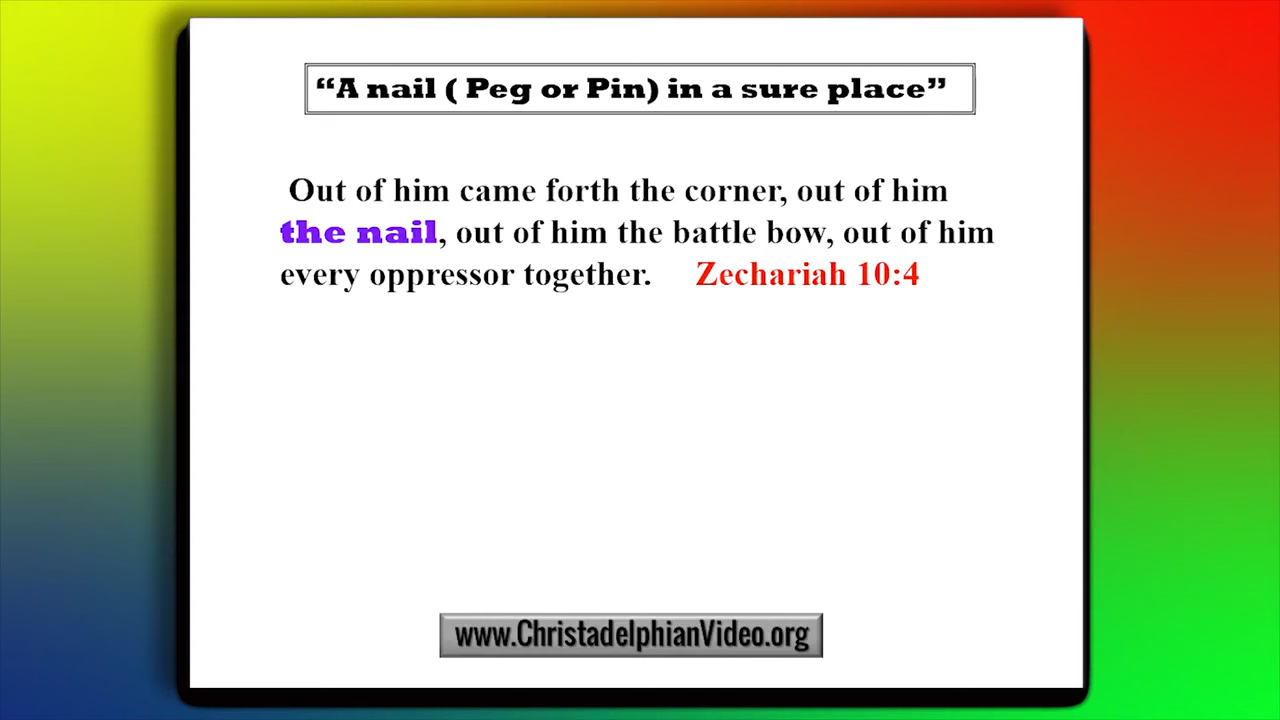 “A nail ( Peg or Pin) in a sure place”
Out of him came forth the corner, out of him
the nail, out of him the battle bow, out of him
every oppressor together. Zechariah 10:4
www.ChristadelphianVideo.org